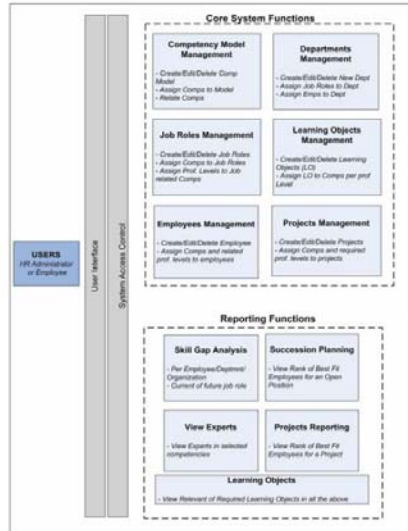 Core System Functions
Competency Model
Management
- Create/Edit/Delete Comp
Model
- Assign Comps to Model
- Relate Comps
Departments
Management
- Create/Edit/Delete New Dept
- Assign Job Roles to Dept
- Assign Emps to Dept
Job Roles Management
- Create/Edit/Delete Job Roles
- Assign Comps to Job Roles
- Assign Prof. Levels to Job
related Comps
Learning Objects
Management
- Create/Edit/Delete Learning
Objects (LO)
- Assign LO to Comps per prof
Level
Employees Management
- Create/Edit/Delete Employee
- Assign Comps and related
prof. levels to employees
Projects Management
- Create/Edit/Delete Projects
- Assign Comps and required
prof. levels to projects
USERS
HR Administrator
or Employee
User Interface
System Access Control
Reporting Functions
Skill Gap Analysis
- Per Employee/Deptmnt/
Organization
- Current of future job role
Succession Planning
- View Rank of Best Fit
Employees for an Open
Position
View Experts
- View Experts in selected
competencies
Projects Reporting
- View Rank of Best Fit
Employees for a Project
Learning Objects
- View Relevant of Required Learning Objects in all the above